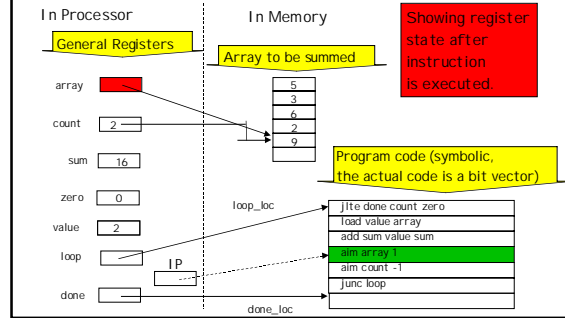 In Processor
In Memory
General Registers
Array to be summed
Showing register
state after
instruction
is executed.
array
count
2
sum
16
zero
0
value
2
loop
done
5
3
6
2
9
Program code (symbolic,
the actual code is a bit vector)
loop_loc
IP
done_loc
jlte done count zero
load value array
add sum value sum
aim array 1
aim count -1
junc loop